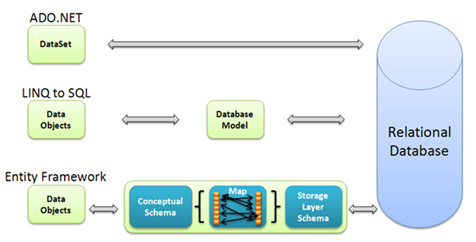 ADO.NET
DataSet
LINQ to SQL
Data
Objects
Database
Model
Relational
Database
Entity Framework
Data
Objects
Conceptual
Schema
Map
Storage
Layer
Schema